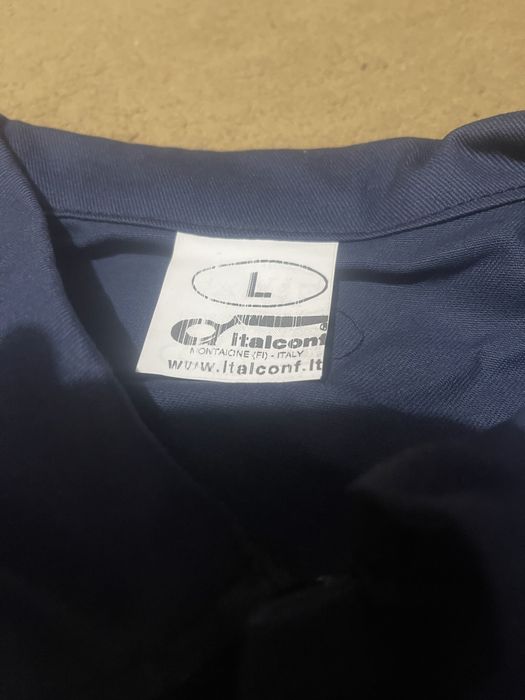 L
Italconf
®
MONTAIONE (FI) - ITALY
www.Italconf.It